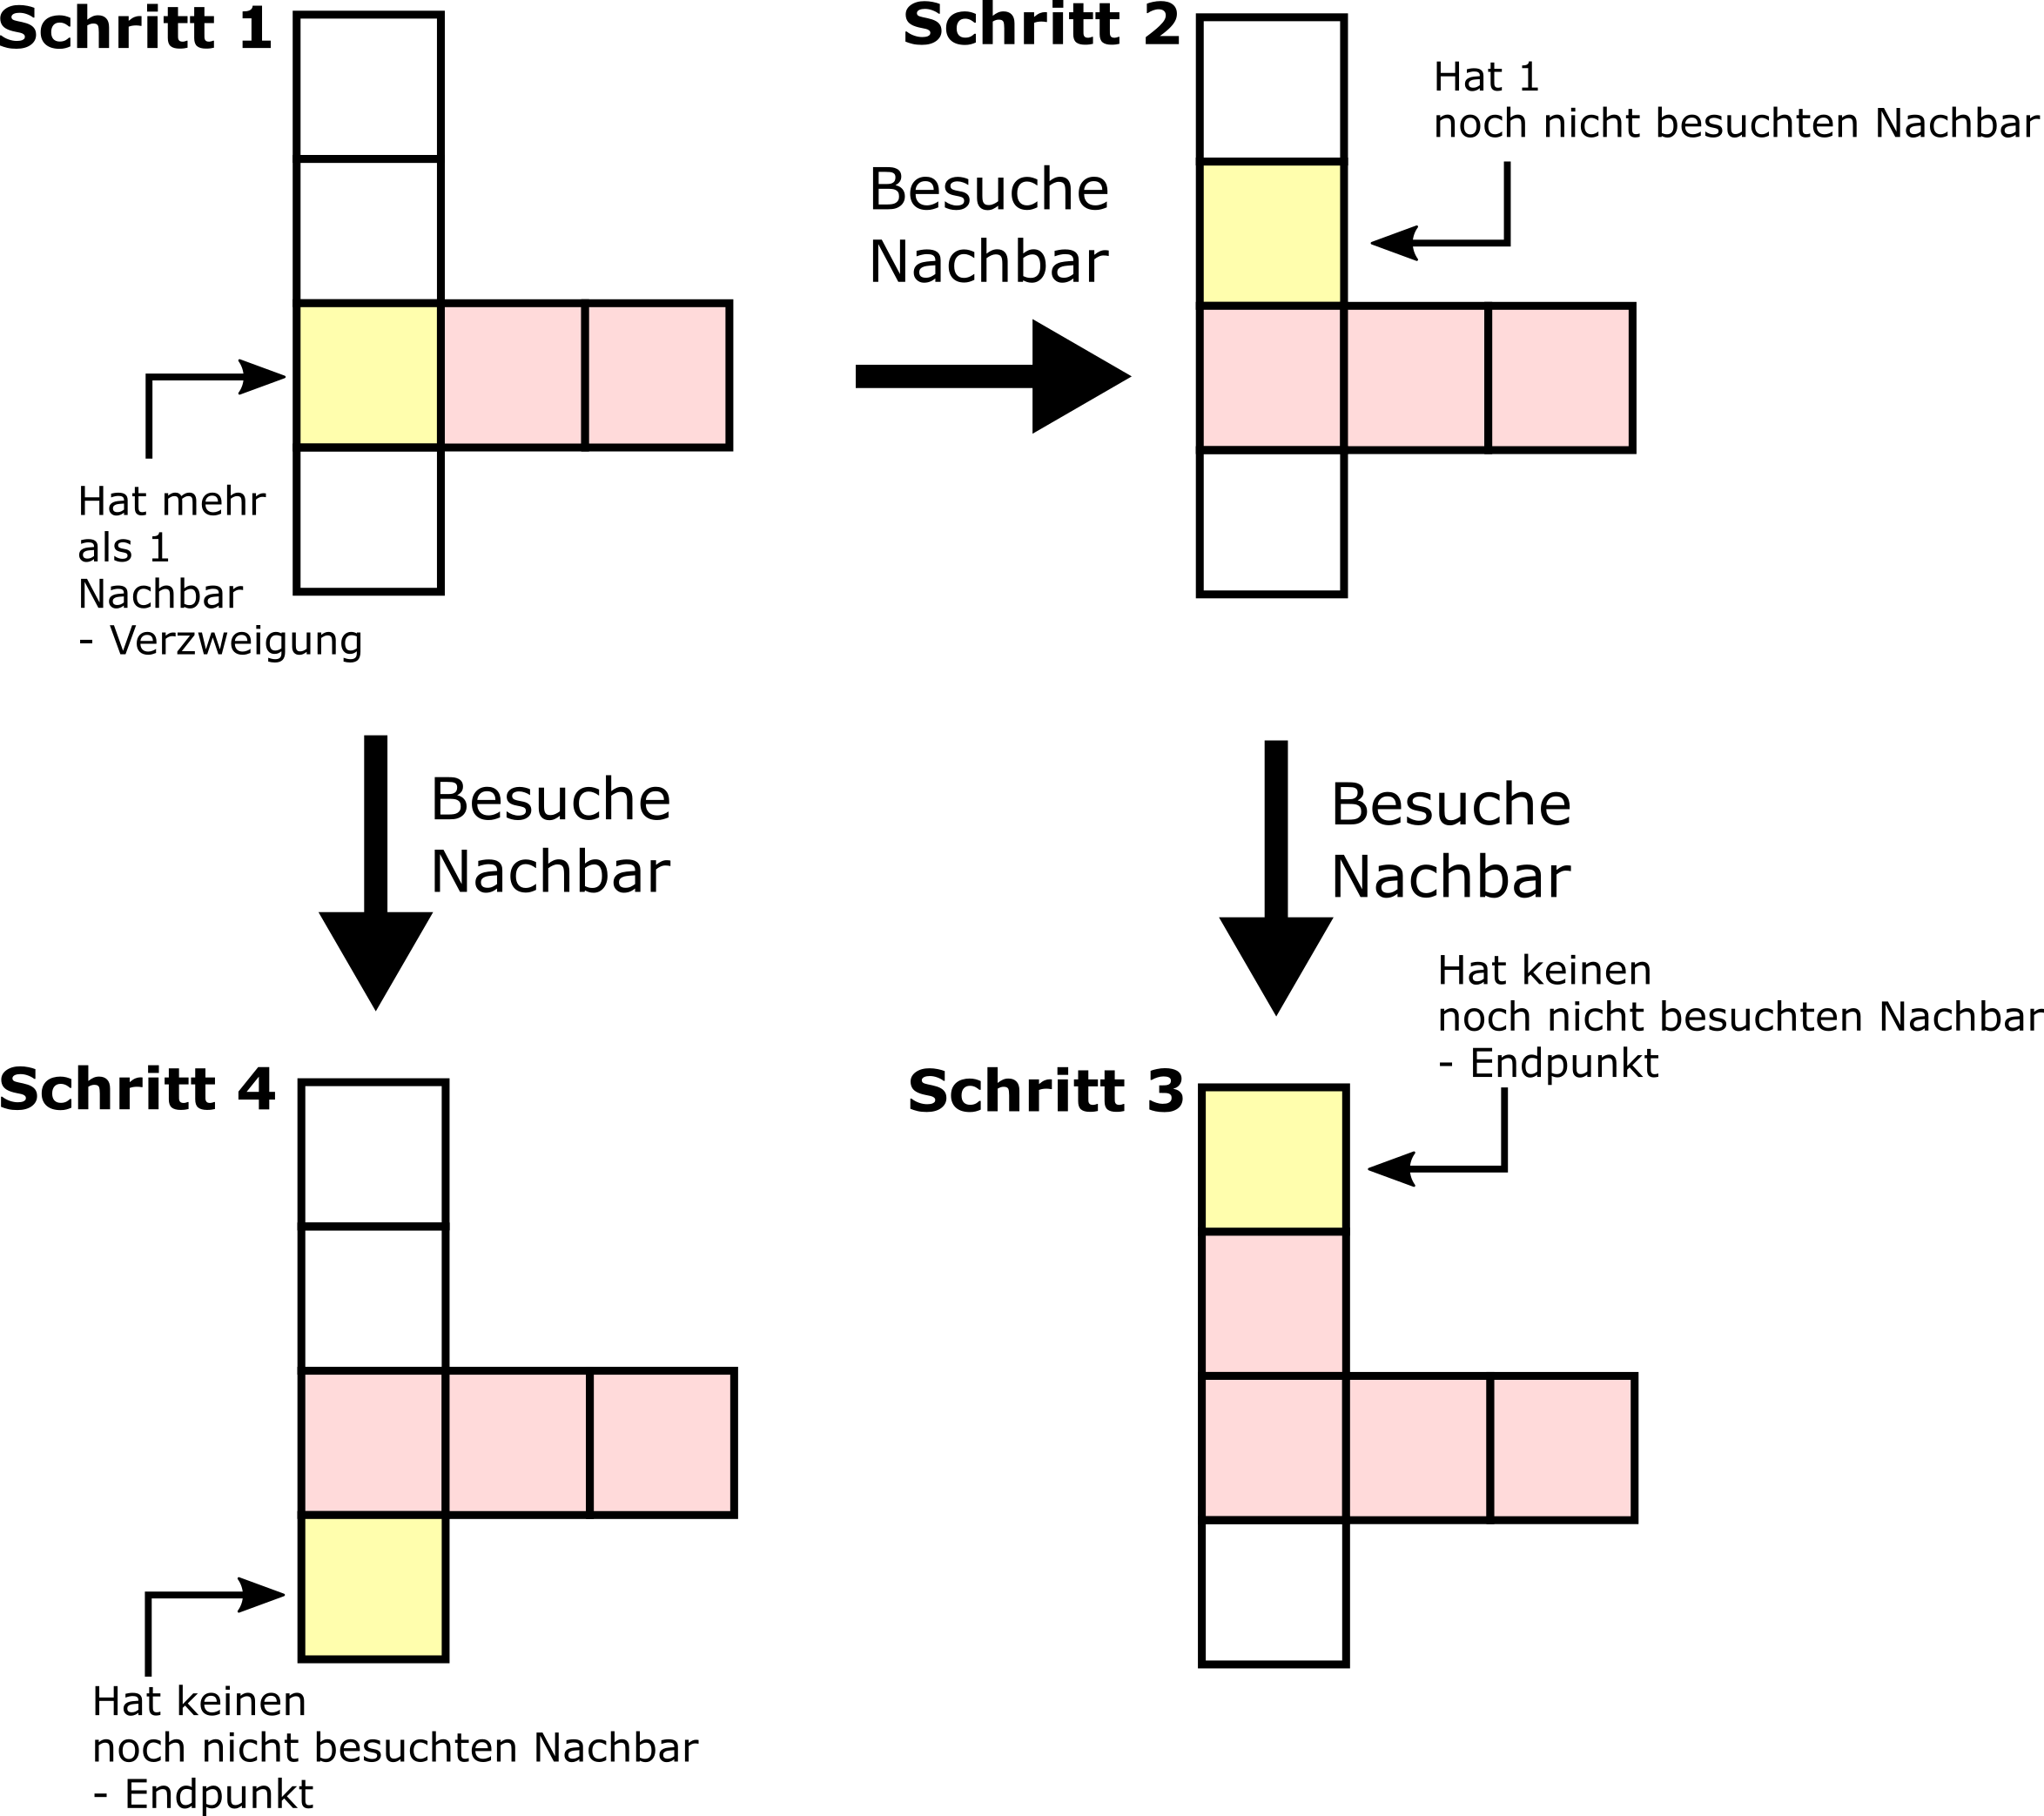 Schritt 1
Hat mehr
als 1
Nachbar
- Verzweigung
Besuche
Nachbar
Schritt 2
Hat 1
noch nicht besuchten Nachbar
Besuche
Nachbar
Besuche
Nachbar
Schritt 3
Hat keinen
noch nicht besuchten Nachbar
- Endpunkt
Schritt 4
Hat keinen
noch nicht besuchten Nachbar
- Endpunkt